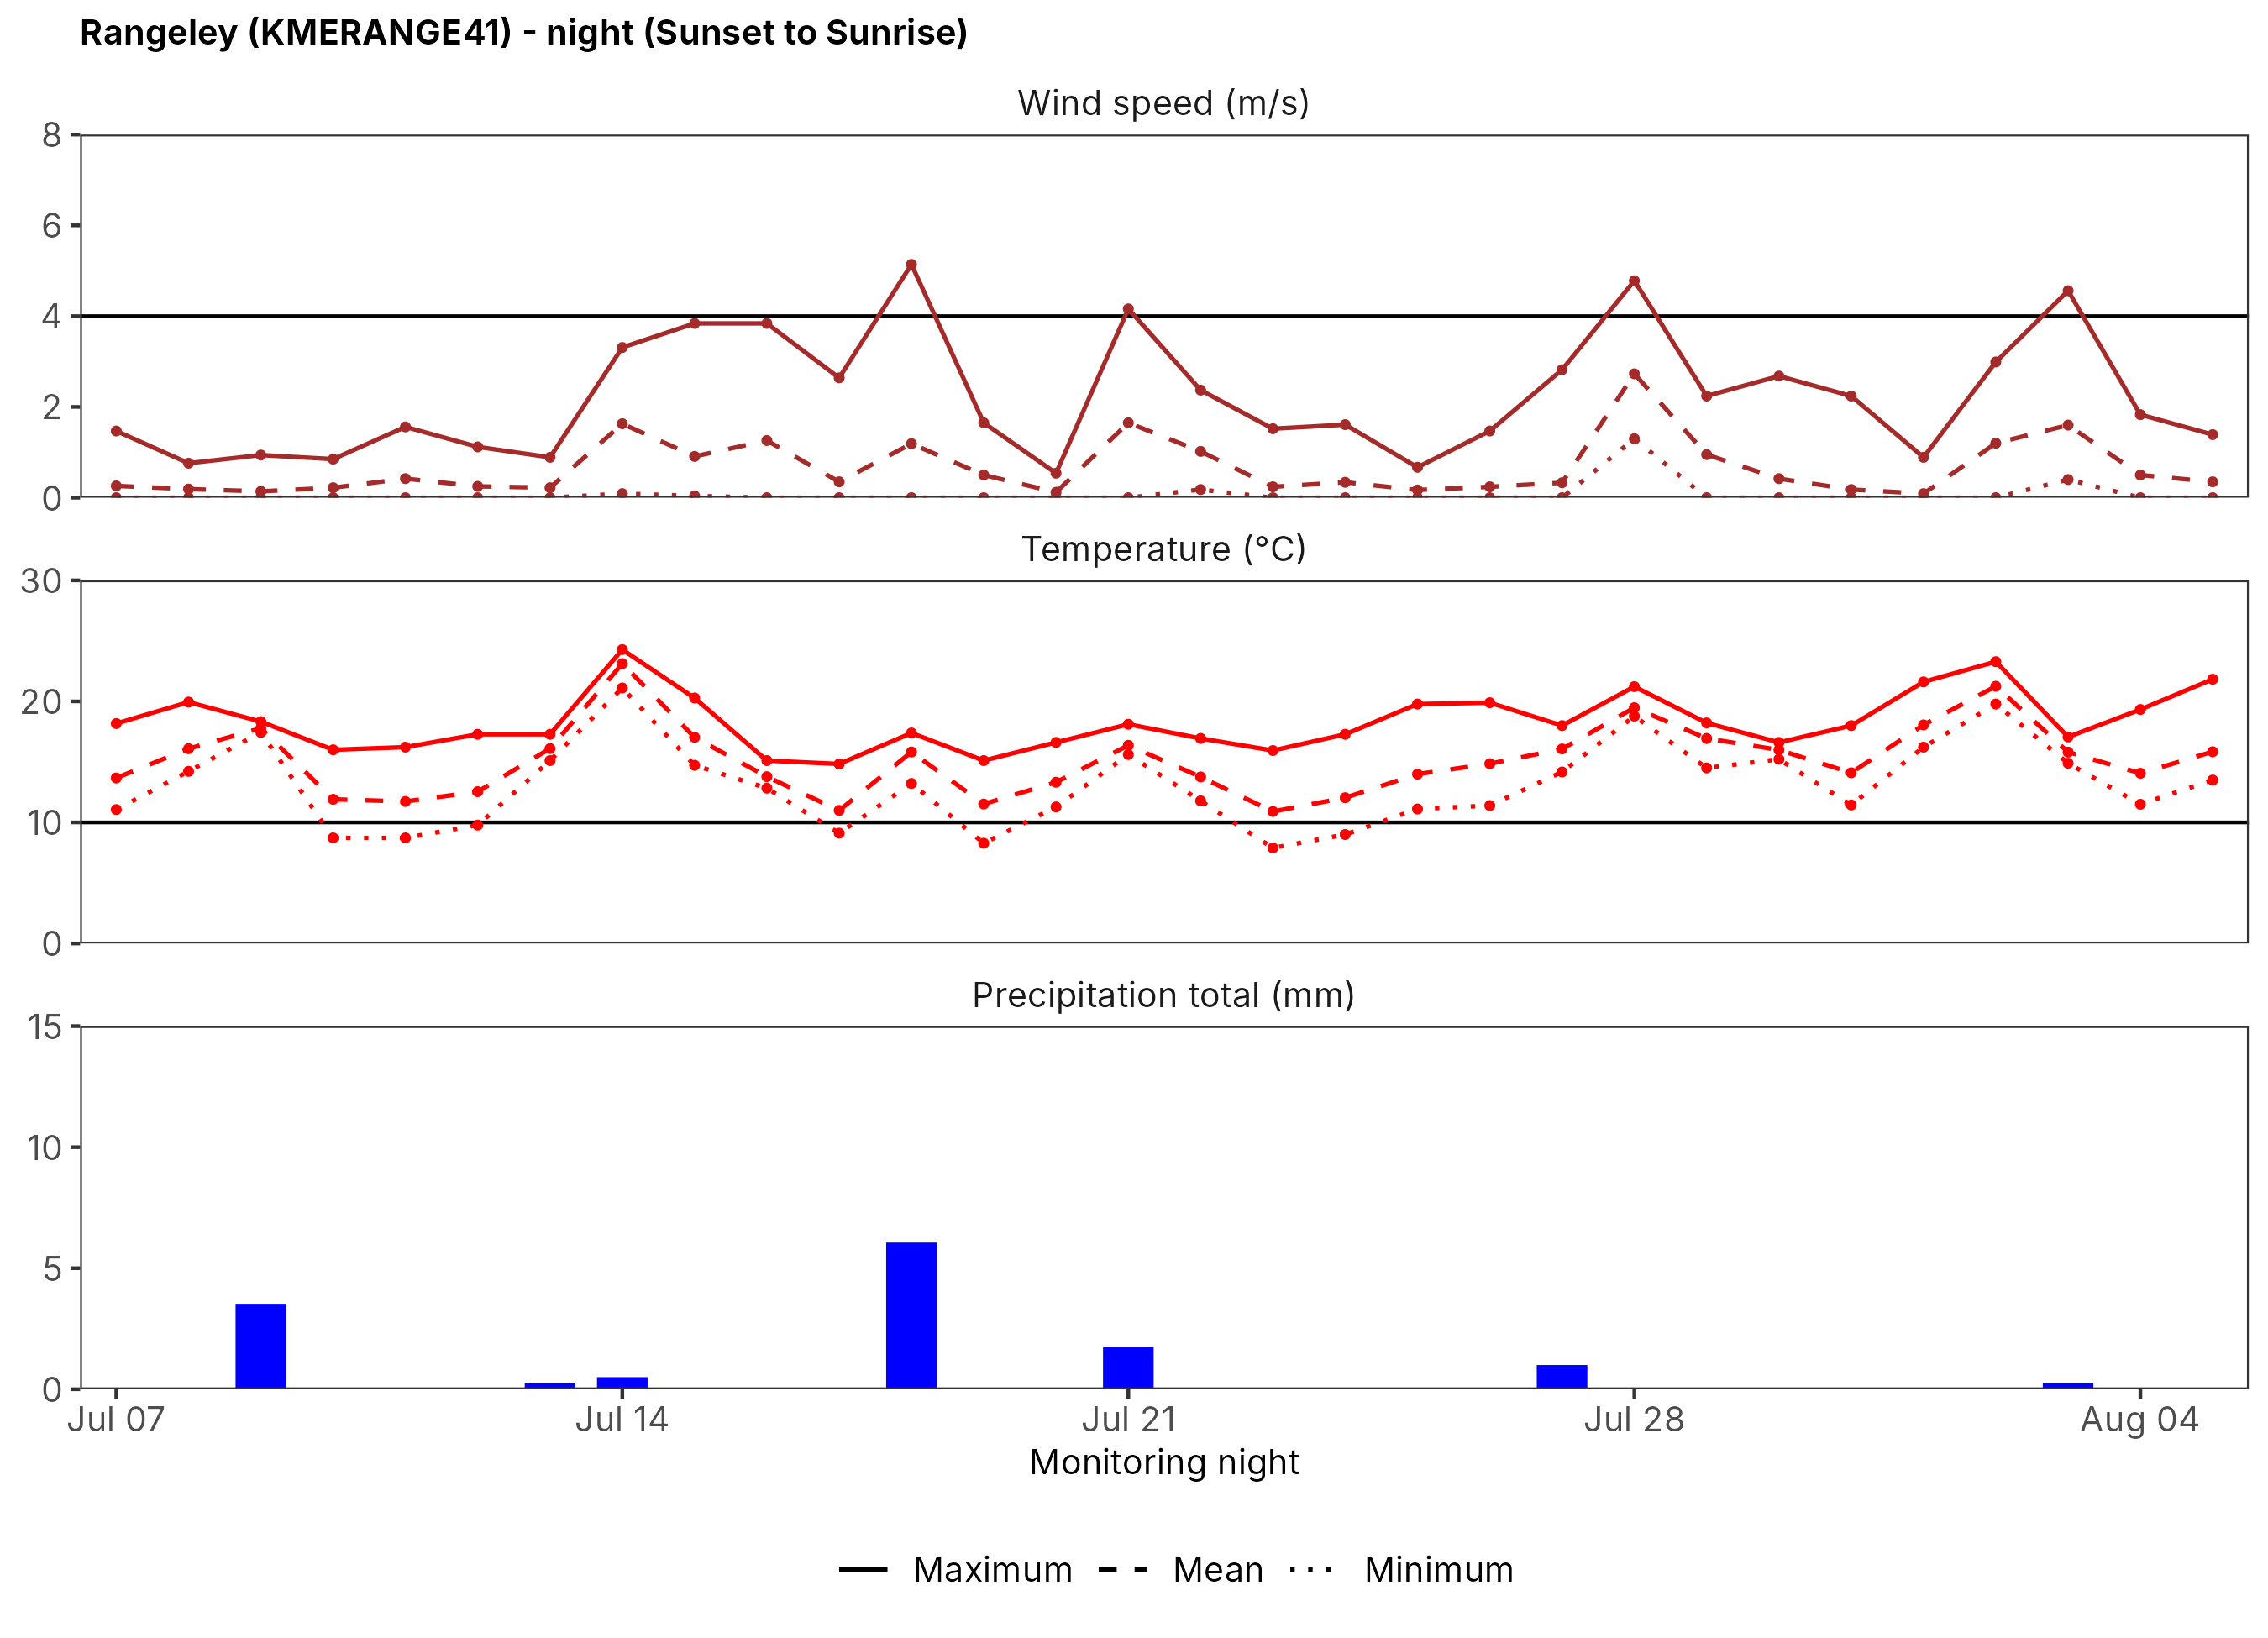 Rangeley (KMERANGE41) - night (Sunset to Sunrise)
Wind speed (m/s)
8
6
4
2
0
Temperature (°C)
30
20
10
0
Precipitation total (mm)
15
10
5
0
Jul 07 Jul 14 Jul 21 Jul 28 Aug 04
Monitoring night
Maximum Mean Minimum